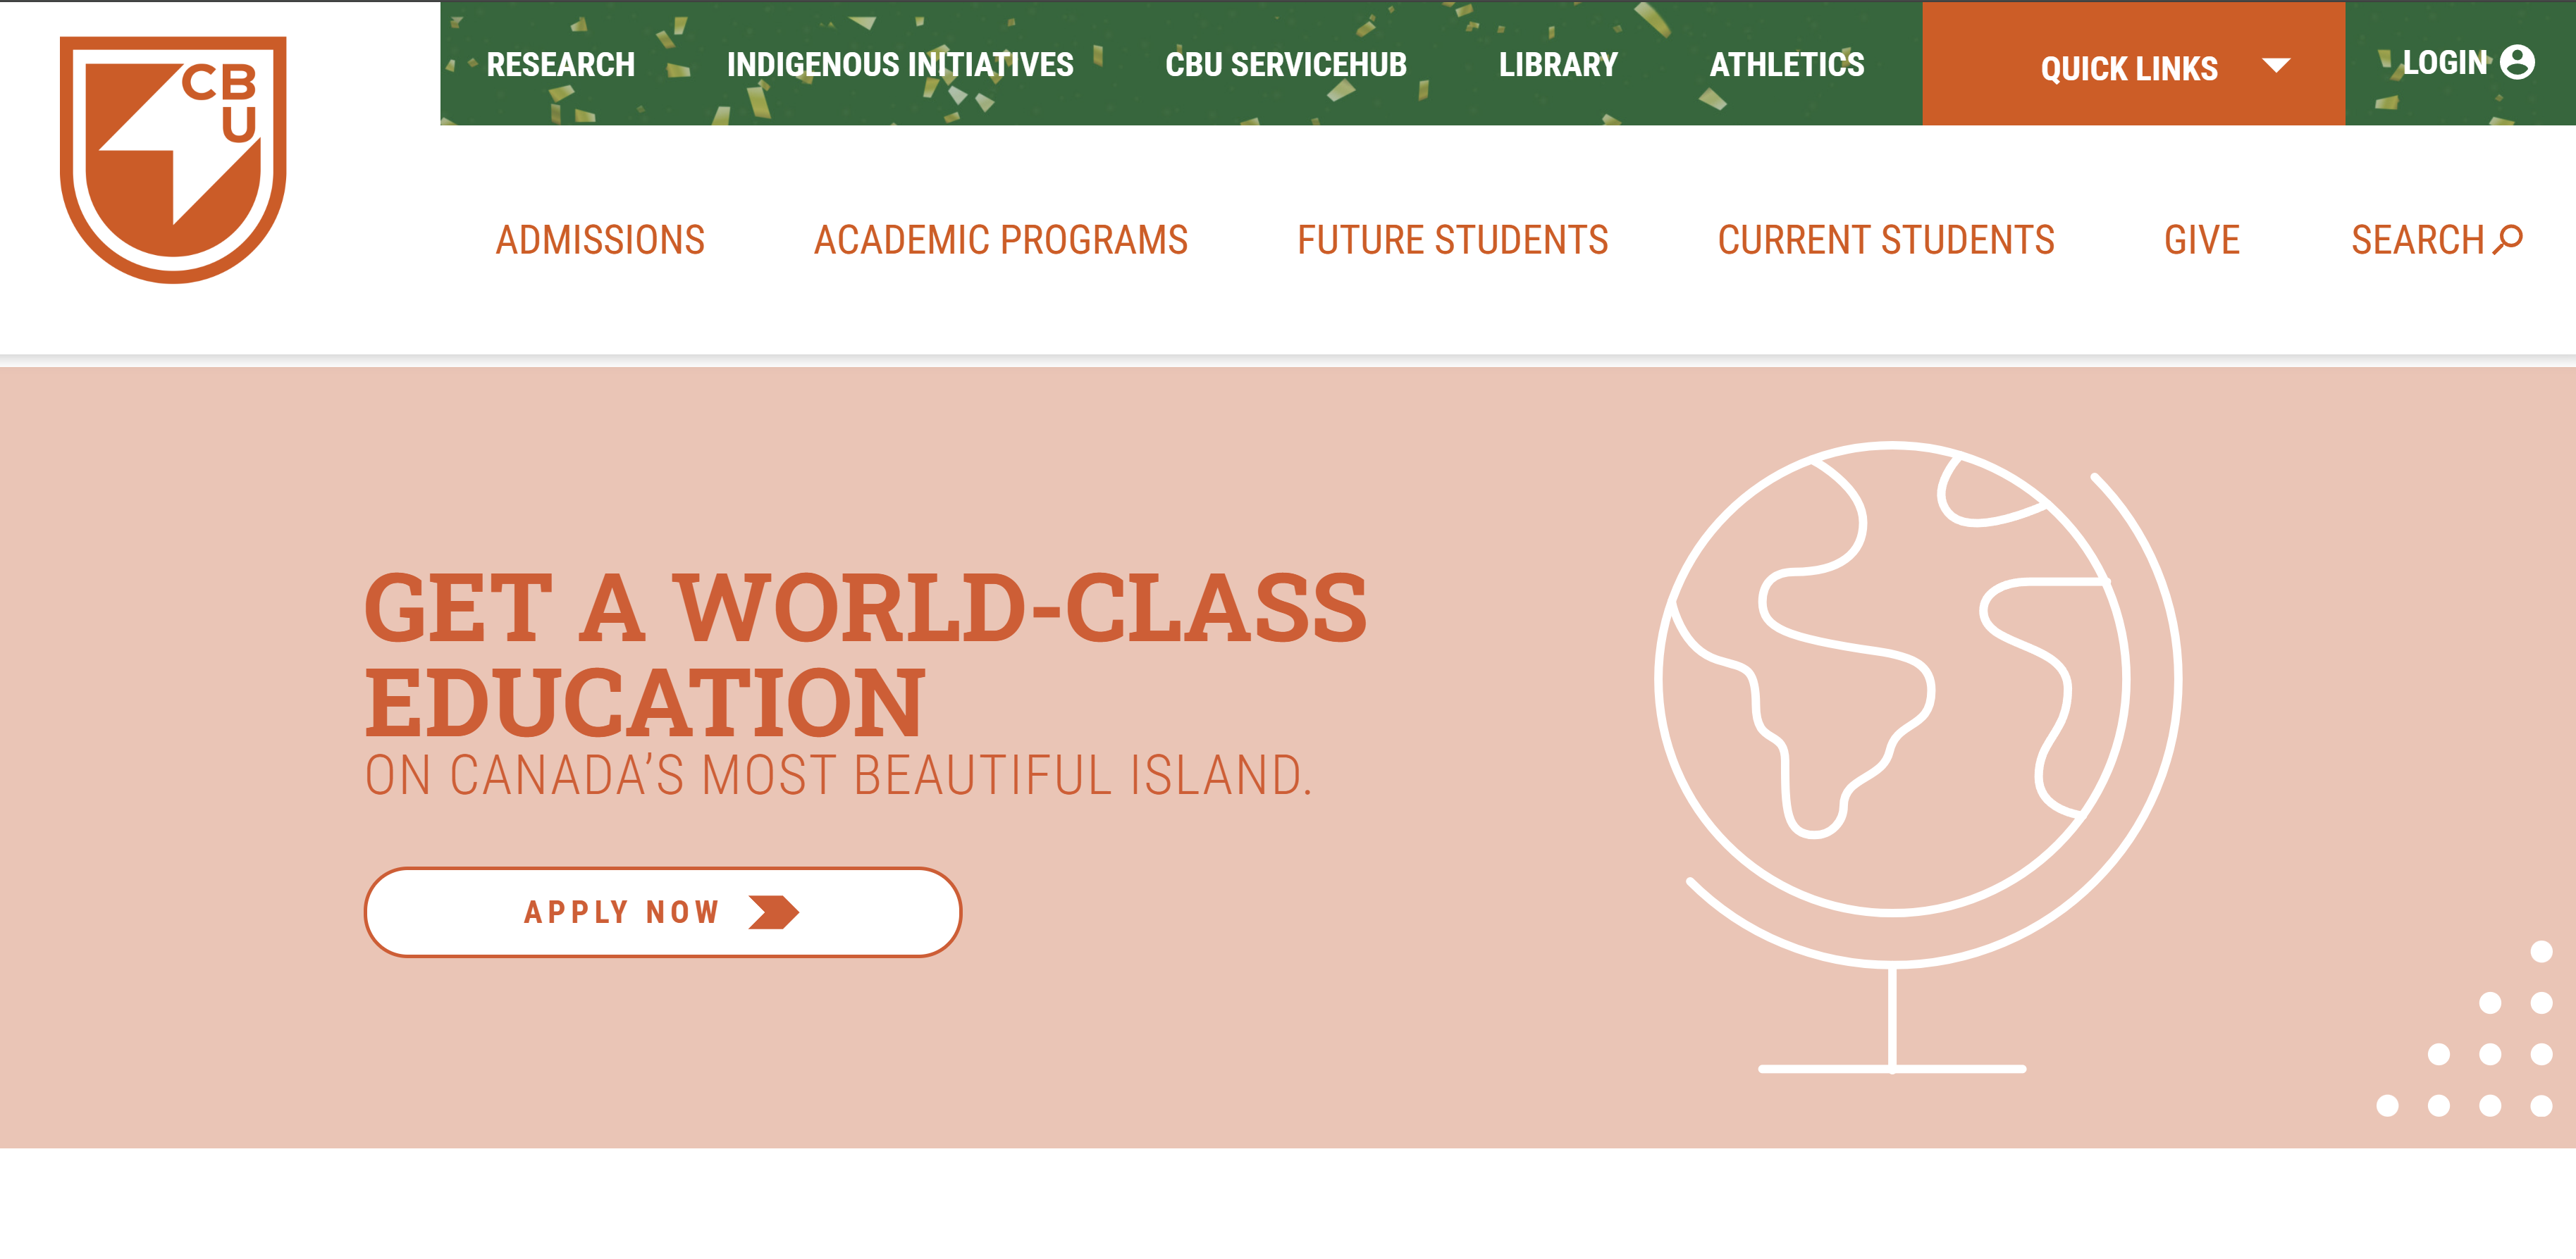 CB
U
RESEARCH INDIGENOUS INITIATIVES CBU SERVICEHUB LIBRARY ATHLETICS QUICK LINKS LOGIN
ADMISSIONS ACADEMIC PROGRAMS FUTURE STUDENTS CURRENT STUDENTS GIVE SEARCH
GET A WORLD-CLASS
EDUCATION
ON CANADA’S MOST BEAUTIFUL ISLAND.
APPLY NOW